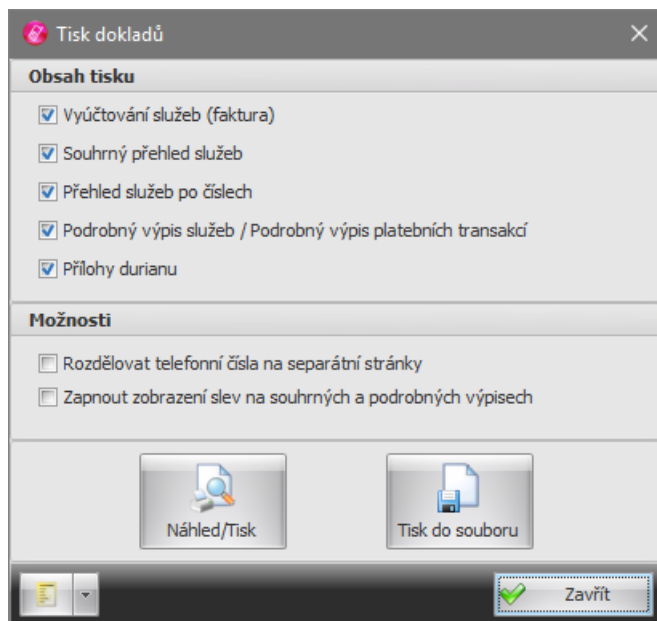 Tisk dokladů
Obsah tisku
Vyúčtování služeb (faktura)
Souhrný přehled služeb
Přehled služeb po číslech
Podrobný výpis služeb / Podrobný výpis platebních transakcí
Přílohy durianu
Možnosti
Rozdělovat telefonní čísla na separátní stránky
Zapnout zobrazení slev na souhrných a podrobných výpisech
Náhled/Tisk
Tisk do souboru
Zavřít